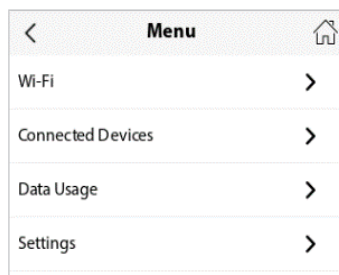 Menu
Wi-Fi
Connected Devices
Data Usage
Settings